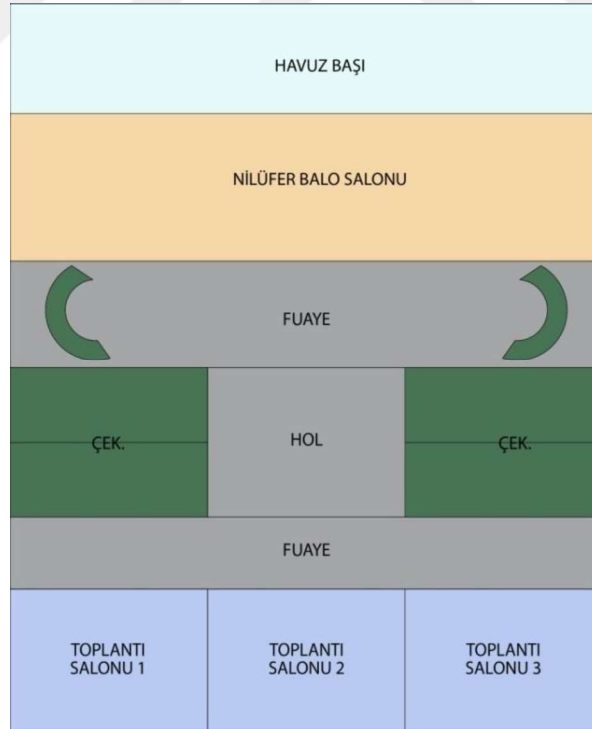 HAVUZ BAŞI
NİLÜFER BALO SALONU
FUAYE
ÇEK.
HOL
ÇEK.
FUAYE
TOPLANTI
SALONU 1
TOPLANTI
SALONU 2
TOPLANTI
SALONU 3